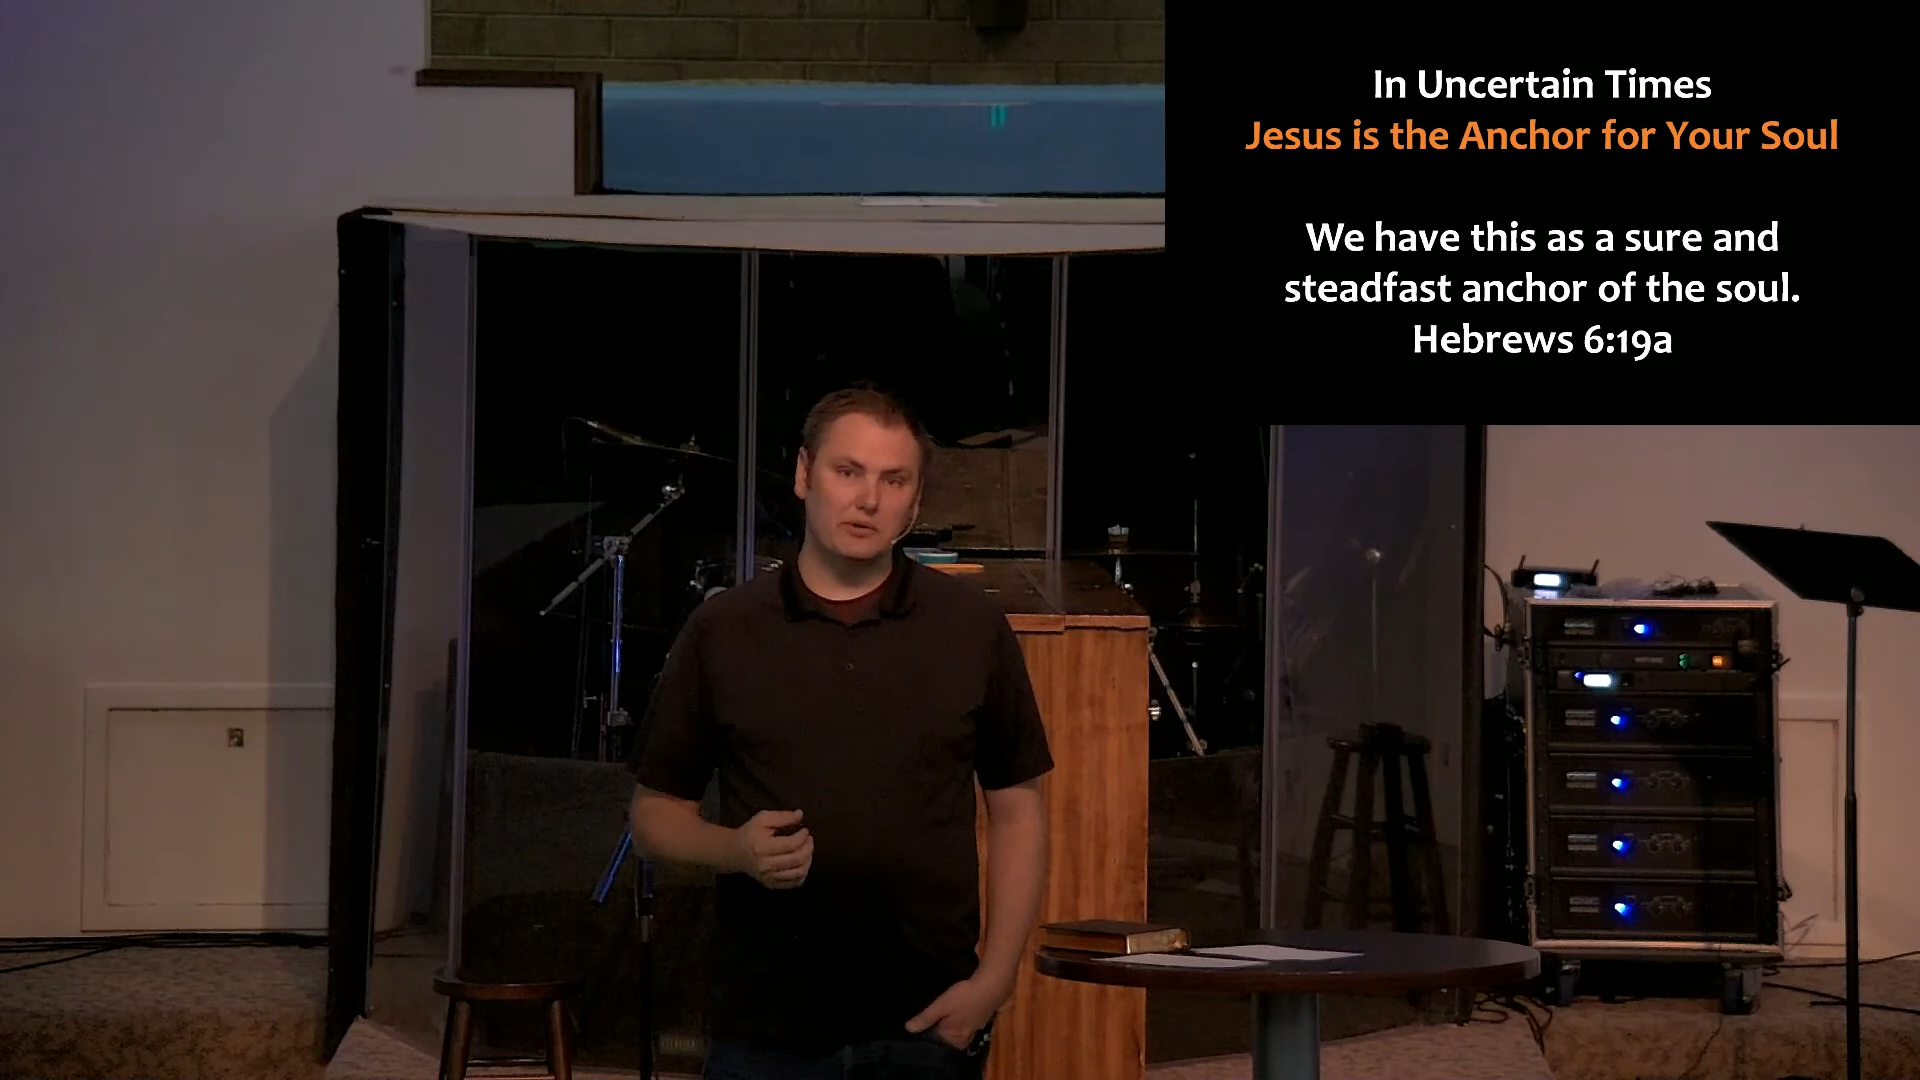 In Uncertain Times
Jesus is the Anchor for Your Soul
We have this as a sure and
steadfast anchor of the soul.
Hebrews 6:19a